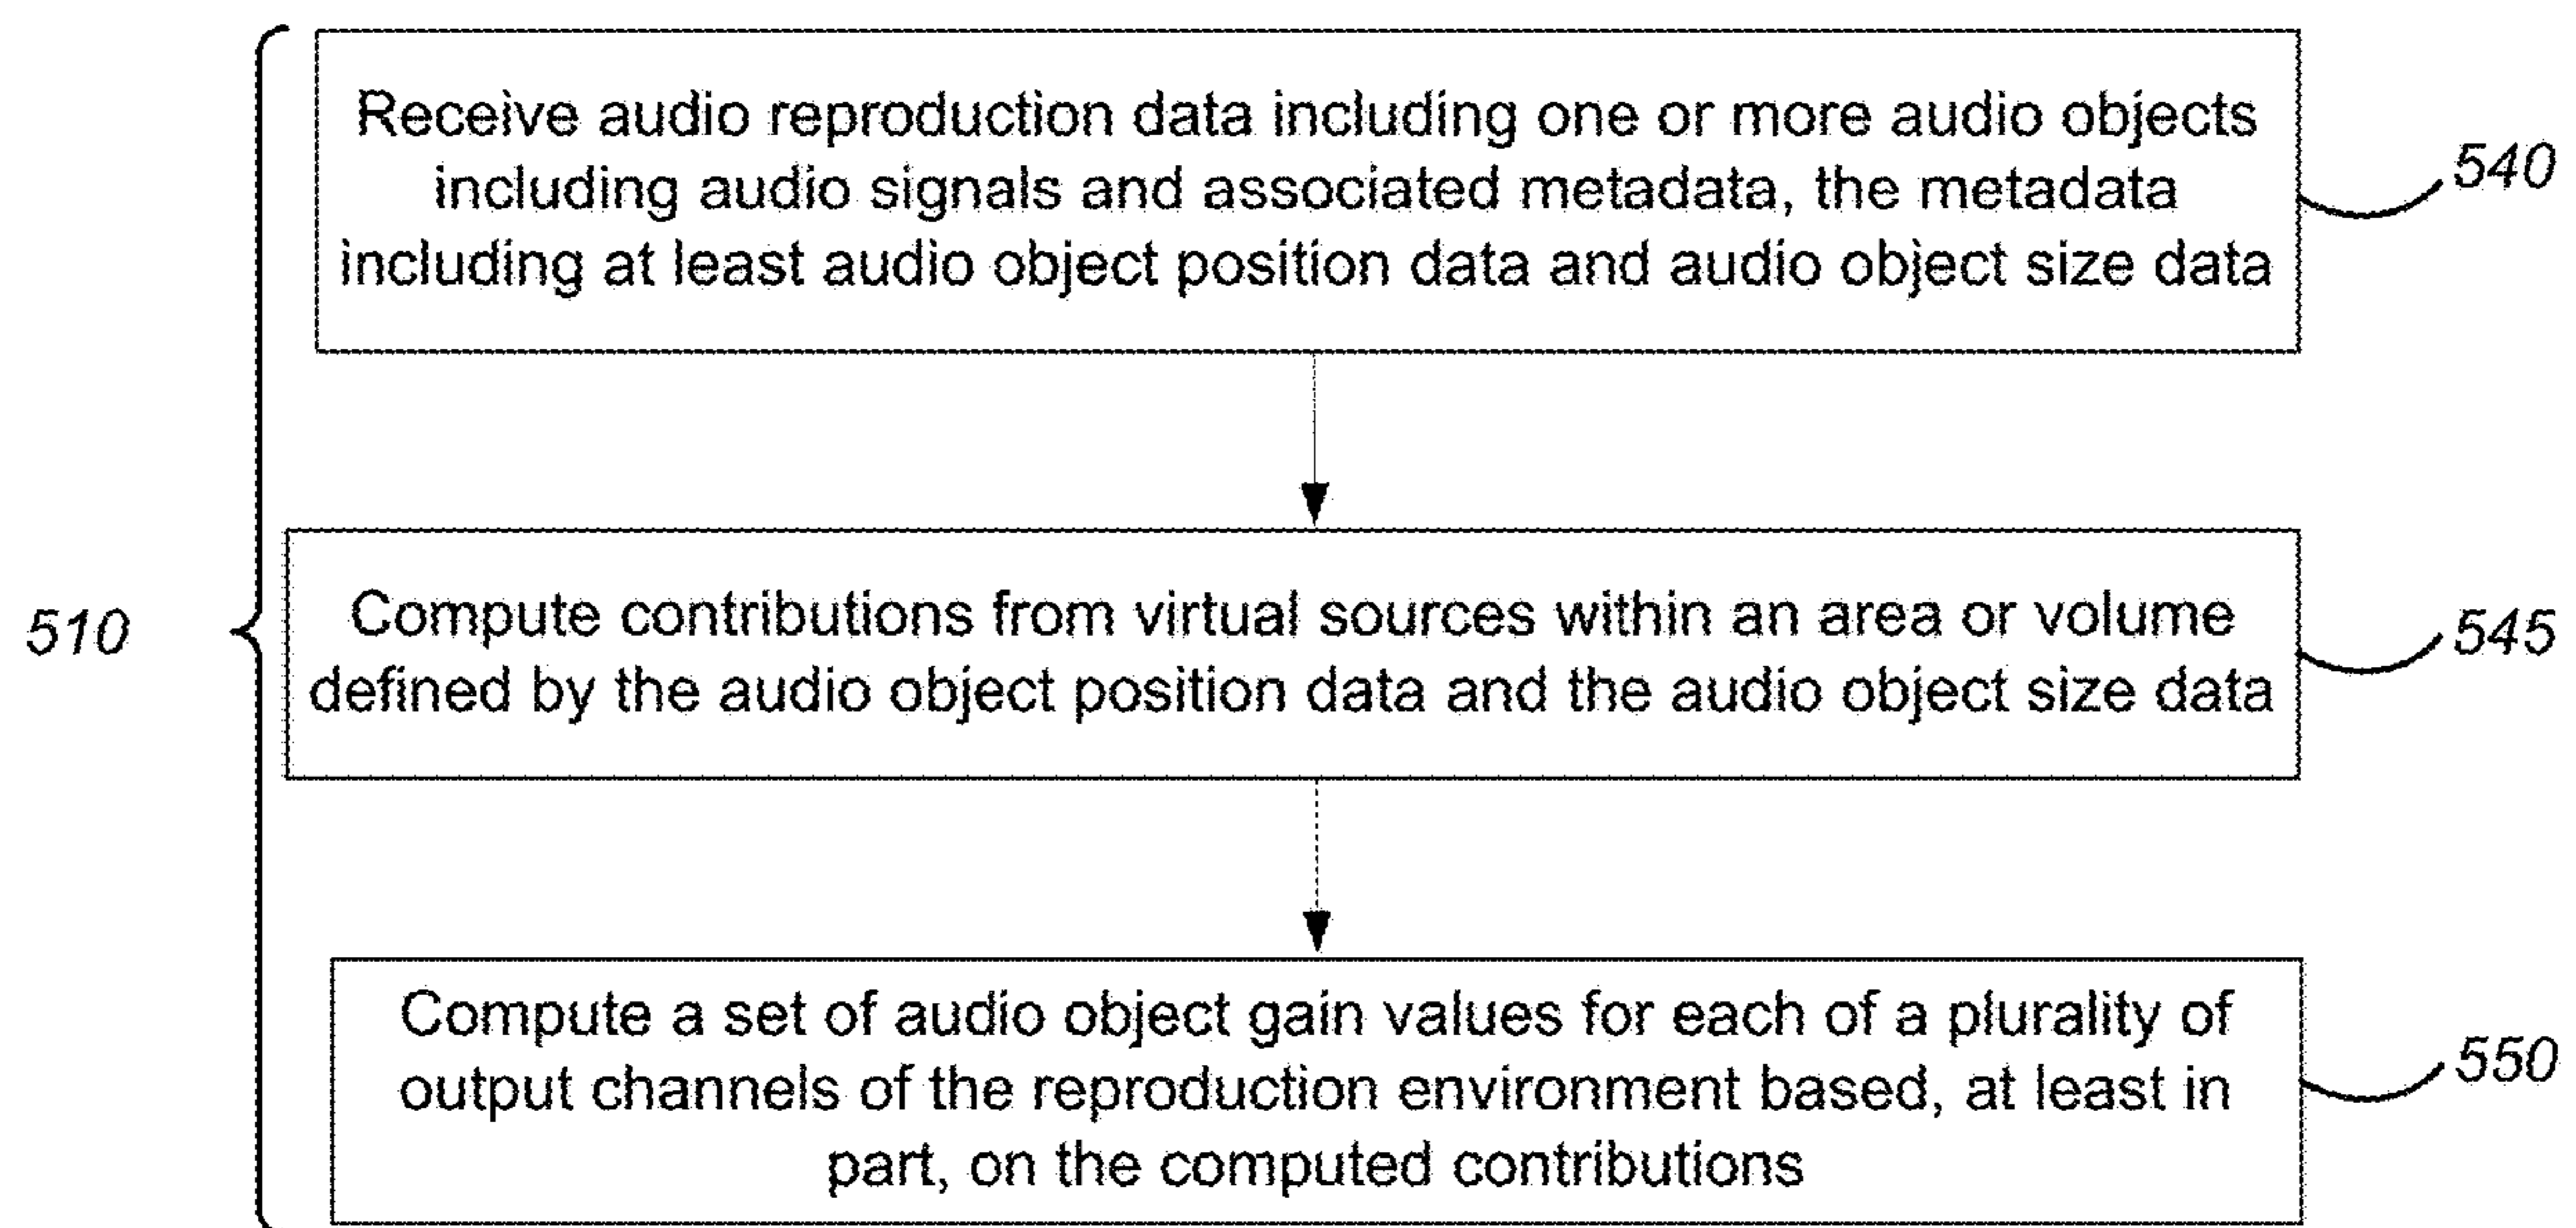 Receive audio reproduction data including one or more audio objects
including audio signals and associated metadata, the metadata
including at least audio object position data and audio object size data
540
510
Compute contributions from virtual sources within an area or volume
defined by the audio object position data and the audio object size data
545
Compute a set of audio object gain values for each of a plurality of
output channels of the reproduction environment based, at least in
part, on the computed contributions
550